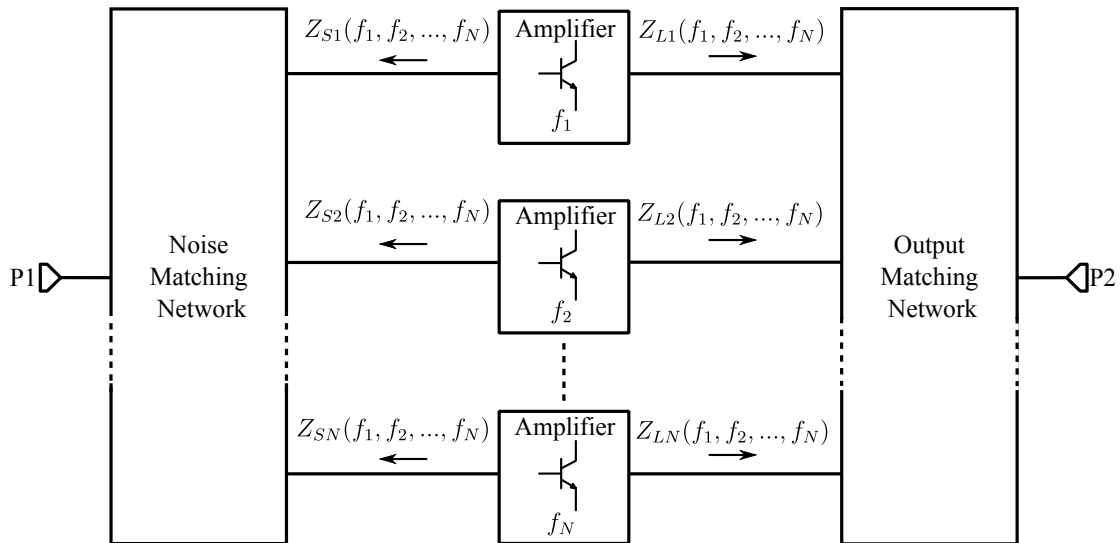 Z_{S1}(f_1, f_2, ..., f_N)
Amplifier
Z_{L1}(f_1, f_2, ..., f_N)
f_1
Z_{S2}(f_1, f_2, ..., f_N)
Amplifier
Z_{L2}(f_1, f_2, ..., f_N)
f_2
P1
Noise
Matching
Network
Output
Matching
Network
P2
Z_{SN}(f_1, f_2, ..., f_N)
Amplifier
Z_{LN}(f_1, f_2, ..., f_N)
f_N